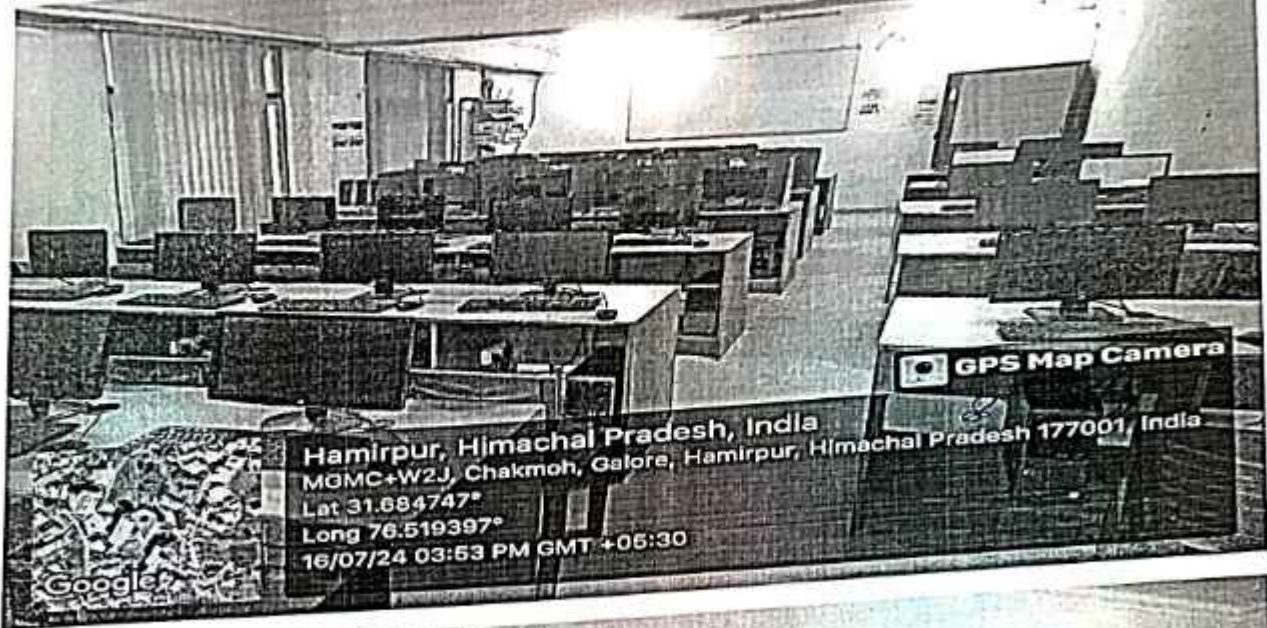 GPS Map Camera
Hamirpur, Himachal Pradesh, India
MGMC+W2J, Chakmoh, Galore, Hamirpur, Himachal Pradesh 177001, India
Lat 31.684747°
Long 76.519397°
16/07/24 03:53 PM GMT +05:30
Google